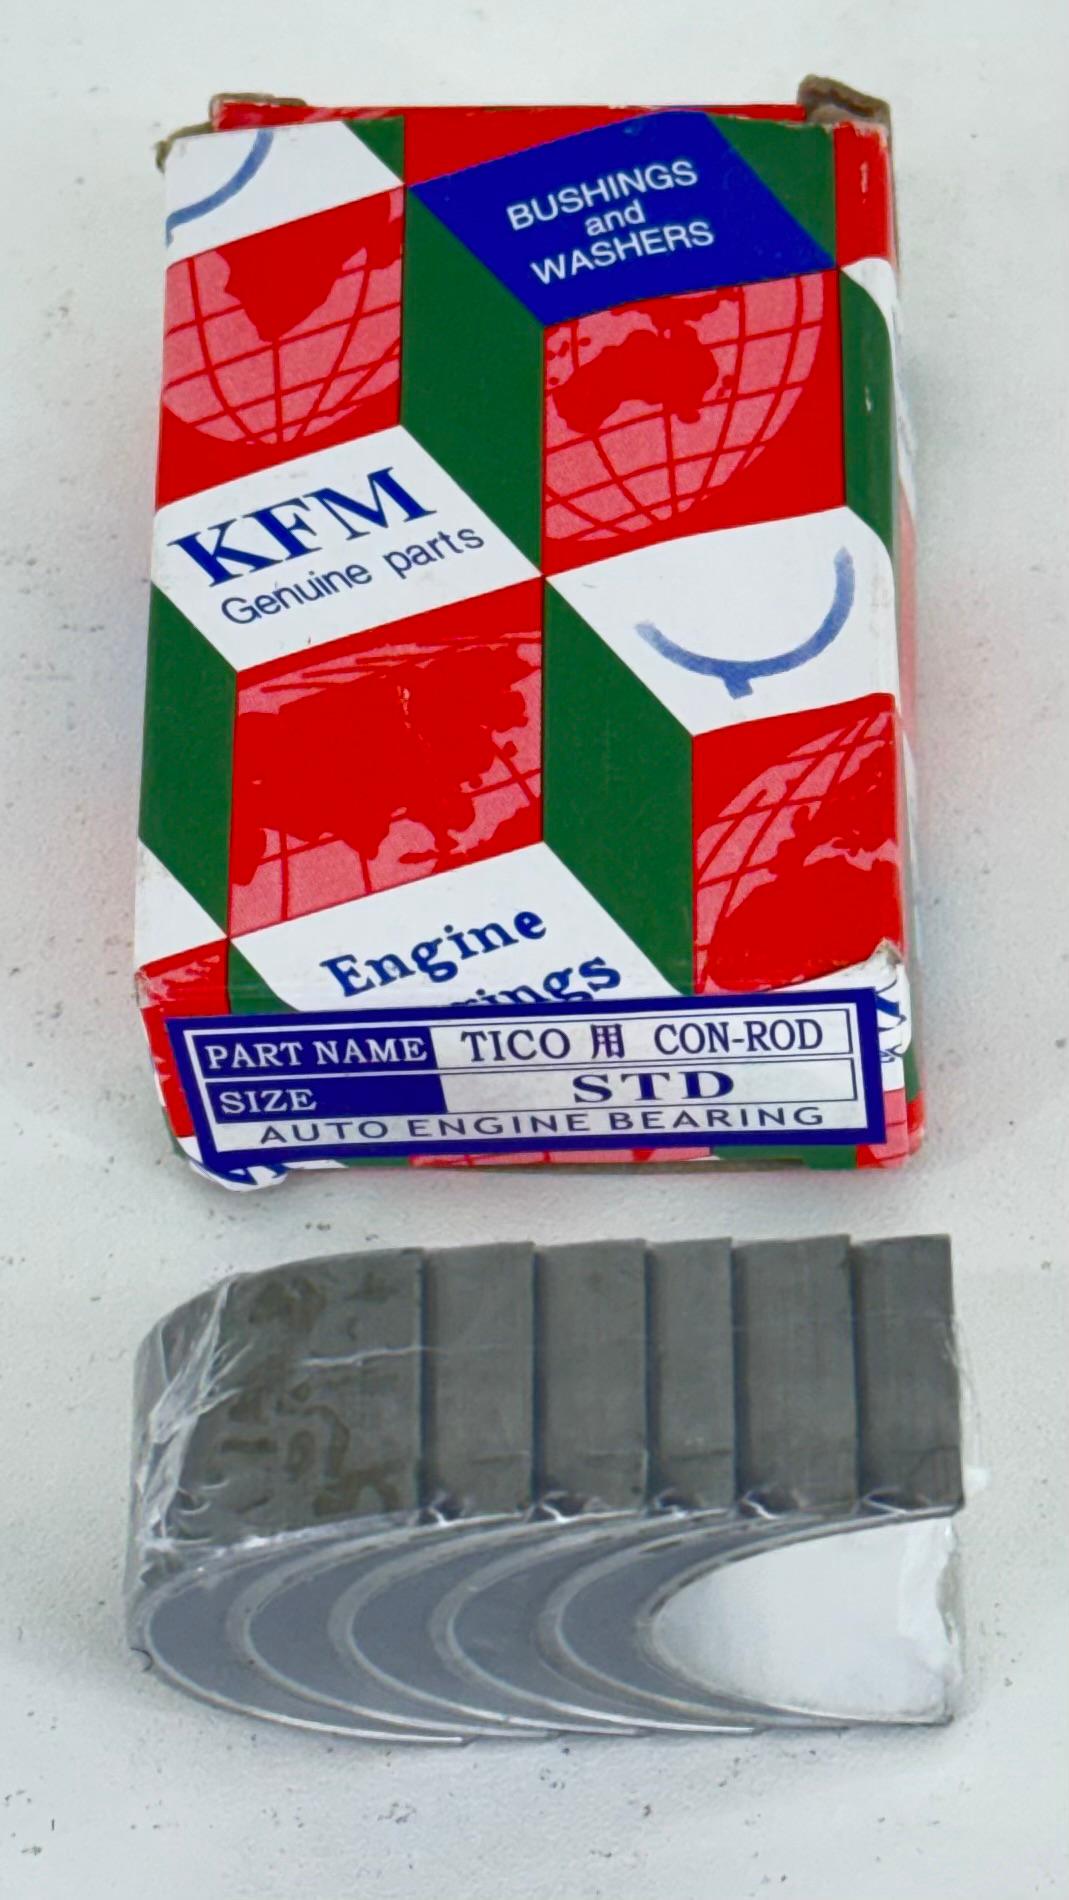 BUSHINGS
and
WASHERS
KFM
Genuine parts
Engine
PART NAME TICO 用 CON-ROD
SIZE STD
AUTO ENGINE BEARING